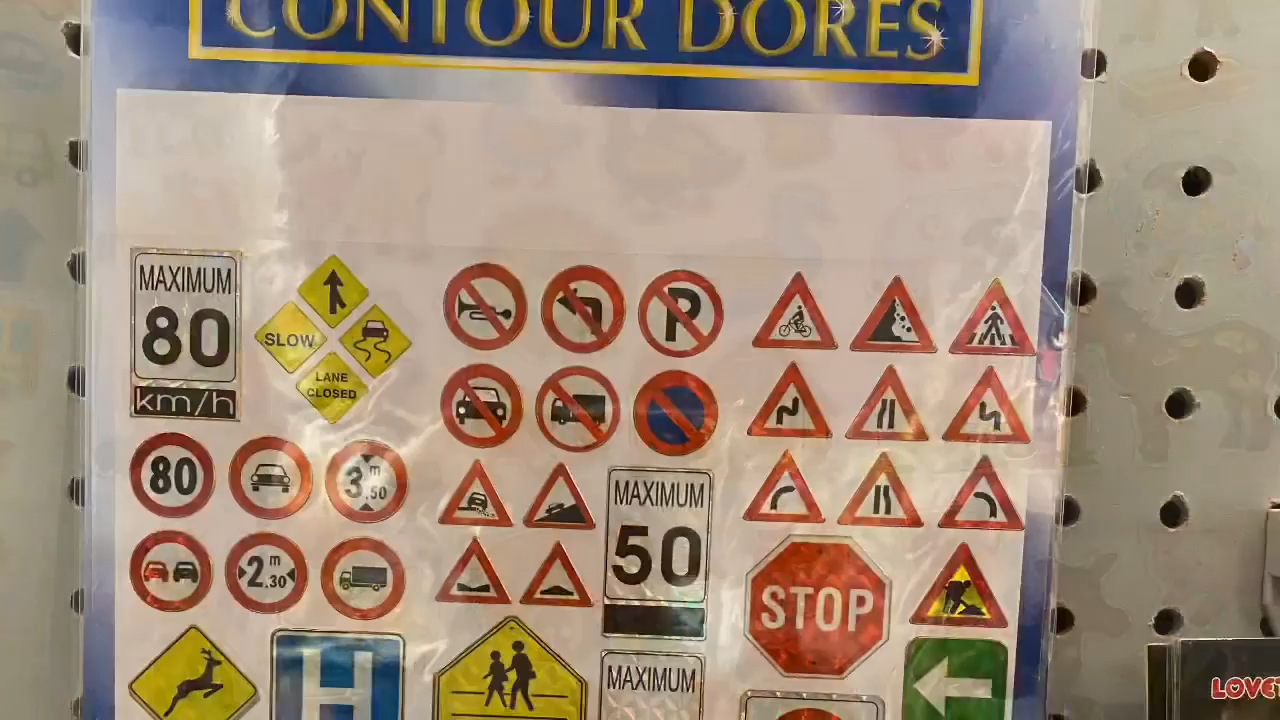 CONTOUR DORES
MAXIMUM
80
km/h
SLOW
LANE
CLOSED
P
80
3 m .50
2 m .30
MAXIMUM
50
STOP
H
MAXIMUM
LOVE